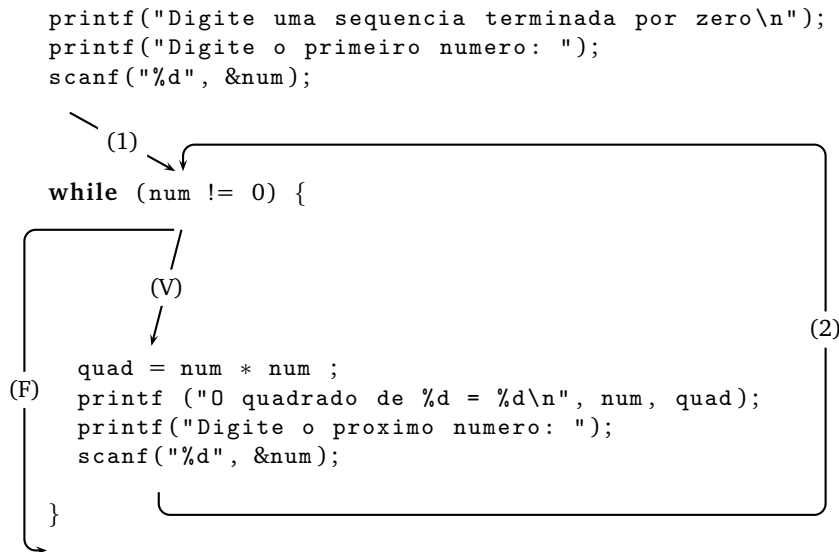 printf("Digite uma sequencia terminada por zero\n");
printf("Digite o primeiro numero: ");
scanf("%d", &num);
(1)
while (num != 0) {
(V)
(2)
quad = num * num ;
(F)
printf ("O quadrado de %d = %d\n", num, quad);
printf("Digite o proximo numero: ");
scanf("%d", &num);
}